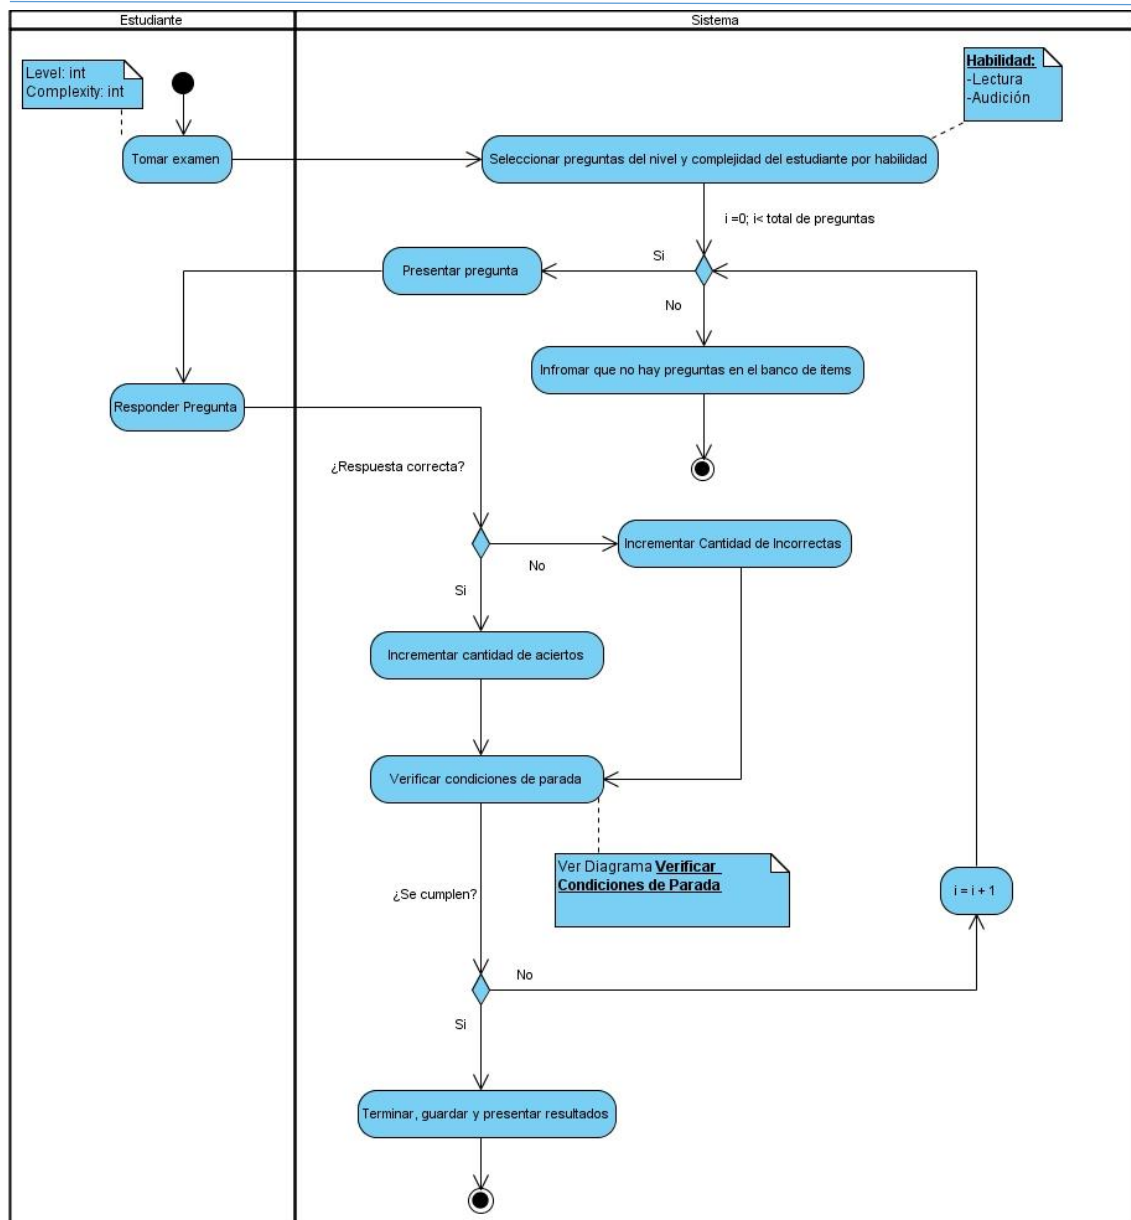 Estudiante
Sistema
Level: int
Complexity: int
Habilidad:
-Lectura
-Audición
Tomar examen
Seleccionar preguntas del nivel y complejidad del estudiante por habilidad
i =0; i< total de preguntas
Si
Presentar pregunta
No
Infromar que no hay preguntas en el banco de items
Responder Pregunta
¿Respuesta correcta?
Incrementar Cantidad de Incorrectas
No
Si
Incrementar cantidad de aciertos
Verificar condiciones de parada
Ver Diagrama Verificar
Condiciones de Parada
¿Se cumplen?
i = i + 1
No
Si
Terminar, guardar y presentar resultados